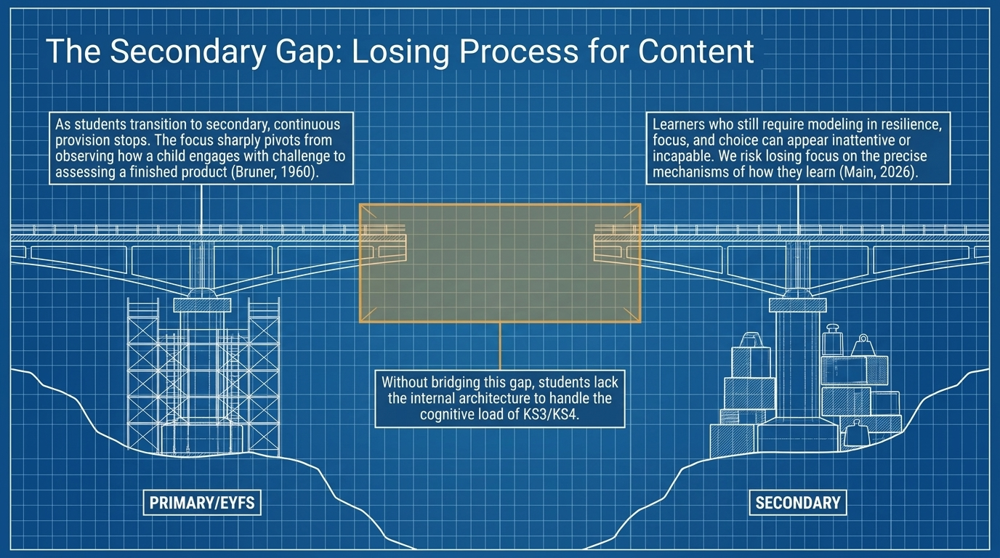 The Secondary Gap: Losing Process for Content
As students transition to secondary, continuous
provision stops. The focus sharply pivots from
observing how a child engages with challenge to
assessing a finished product (Bruner, 1960).
Learners who still require modeling in resilience,
focus, and choice can appear inattentive or
incapable. We risk losing focus on the precise
mechanisms of how they learn (Main, 2026).
Without bridging this gap, students lack
the internal architecture to handle the
cognitive load of KS3/KS4.
PRIMARY/EYFS
SECONDARY